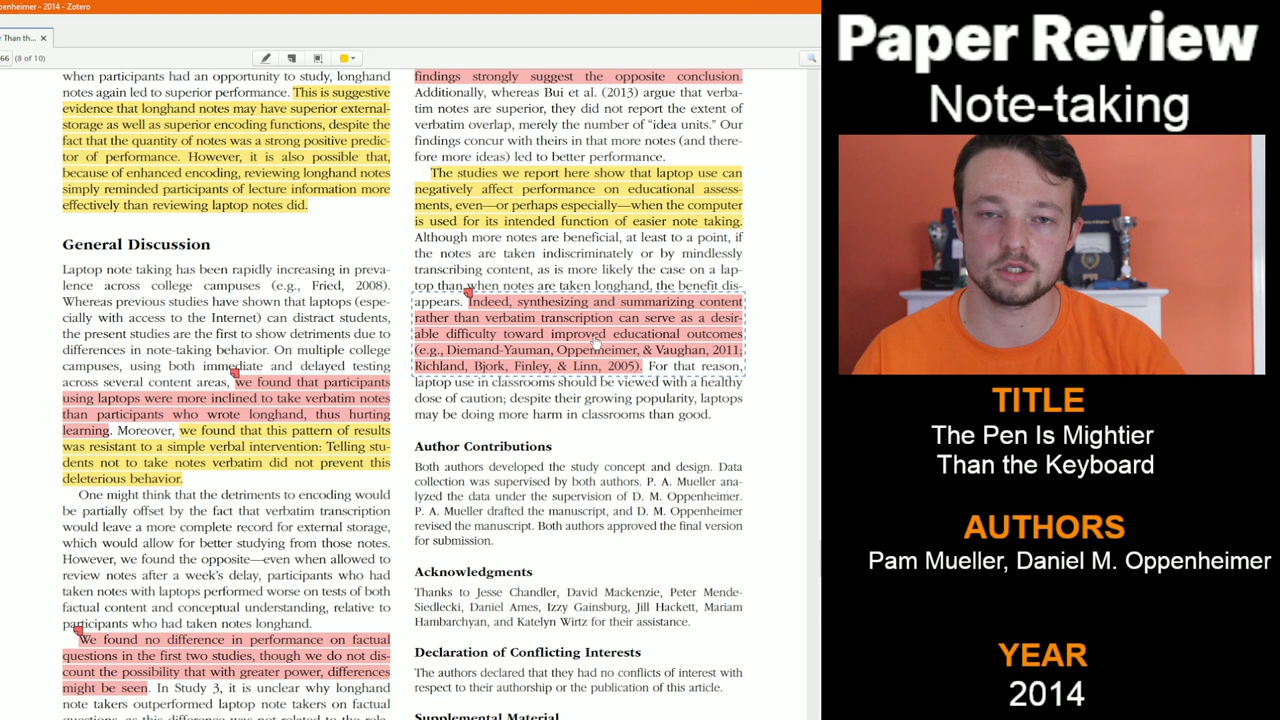 ppenheimer - 2014 - Zotero
r Than th...
66 (8 of 10)
when participants had an opportunity to study, longhand
notes again led to superior performance. This is suggestive
evidence that longhand notes may have superior external-
storage as well as superior encoding functions, despite the
fact that the quantity of notes was a strong positive predic-
tor of performance. However, it is also possible that,
because of enhanced encoding, reviewing longhand notes
simply reminded participants of lecture information more
effectively than reviewing laptop notes did.
General Discussion
Laptop note taking has been rapidly increasing in preva-
lence across college campuses (e.g., Fried, 2008).
Whereas previous studies have shown that laptops (espe-
cially with access to the Internet) can distract students,
the present studies are the first to show detriments due to
differences in note-taking behavior. On multiple college
campuses, using both immediate and delayed testing
across several content areas, we found that participants
using laptops were more inclined to take verbatim notes
than participants who wrote longhand, thus hurting
learning. Moreover, we found that this pattern of results
was resistant to a simple verbal intervention: Telling stu-
dents not to take notes verbatim did not prevent this
deleterious behavior.
One might think that the detriments to encoding would
be partially offset by the fact that verbatim transcription
would leave a more complete record for external storage,
which would allow for better studying from those notes.
However, we found the opposite—even when allowed to
review notes after a week's delay, participants who had
taken notes with laptops performed worse on tests of both
factual content and conceptual understanding, relative to
participants who had taken notes longhand.
We found no difference in performance on factual
questions in the first two studies, though we do not dis-
count the possibility that with greater power, differences
might be seen. In Study 3, it is unclear why longhand
note takers outperformed laptop note takers on factual
questions, as this difference was not related to the rela-
findings strongly suggest the opposite conclusion.
Additionally, whereas Bui et al. (2013) argue that verba-
tim notes are superior, they did not report the extent of
verbatim overlap, merely the number of "idea units." Our
findings concur with theirs in that more notes (and there-
fore more ideas) led to better performance.
The studies we report here show that laptop use can
negatively affect performance on educational assess-
ments, even—or perhaps especially—when the computer
is used for its intended function of easier note taking.
Although more notes are beneficial, at least to a point, if
the notes are taken indiscriminately or by mindlessly
transcribing content, as is more likely the case on a lap-
top than when notes are taken longhand, the benefit dis-
appears. Indeed, synthesizing and summarizing content
rather than verbatim transcription can serve as a desir-
able difficulty toward improved educational outcomes
(e.g., Diemand-Yauman, Oppenheimer, & Vaughan, 2011;
Richland, Bjork, Finley, & Linn, 2005). For that reason,
laptop use in classrooms should be viewed with a healthy
dose of caution; despite their growing popularity, laptops
may be doing more harm in classrooms than good.
Author Contributions
Both authors developed the study concept and design. Data
collection was supervised by both authors. P. A. Mueller ana-
lyzed the data under the supervision of D. M. Oppenheimer.
P. A. Mueller drafted the manuscript, and D. M. Oppenheimer
revised the manuscript. Both authors approved the final version
for submission.
Acknowledgments
Thanks to Jesse Chandler, David Mackenzie, Peter Mende-
Siedlecki, Daniel Ames, Izzy Gainsburg, Jill Hackett, Mariam
Hambarchyan, and Katelyn Wirtz for their assistance.
Declaration of Conflicting Interests
The authors declared that they had no conflicts of interest with
respect to their authorship or the publication of this article.
Supplemental Material
Paper Review
Note-taking
TITLE
The Pen Is Mightier
Than the Keyboard
AUTHORS
Pam Mueller, Daniel M. Oppenheimer
YEAR
2014